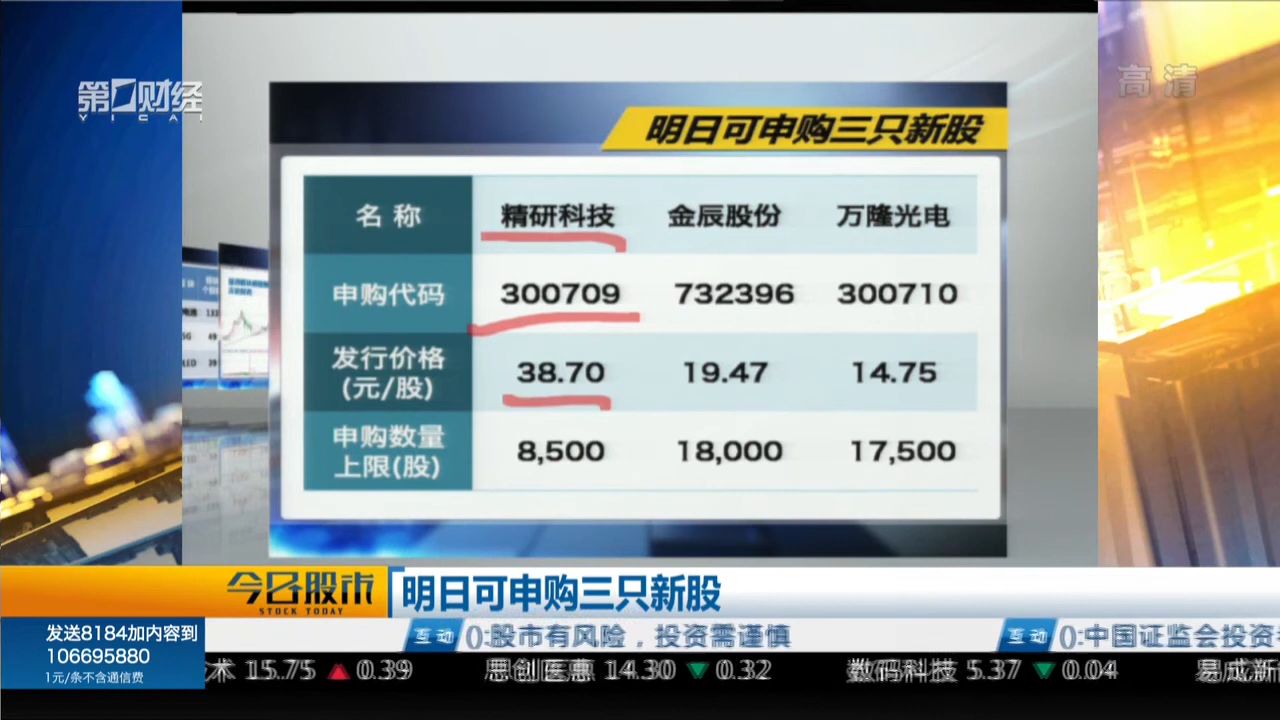 第一财经
YICAI
高清
明日可申购三只新股
名称 精研科技 金辰股份 万隆光电
申购代码 300709 732396 300710
发行价格(元/股) 38.70 19.47 14.75
申购数量上限(股) 8,500 18,000 17,500
今日股市
STOCK TODAY
明日可申购三只新股
发送8184加内容到
106695880
1元/条不含通信费
互动 ():股市有风险，投资需谨慎 互动 ():中国证监会投资
术 15.75 ▲ 0.39 思创医惠 14.30 ▼ 0.32 数码科技 5.37 ▼ 0.04 易成新